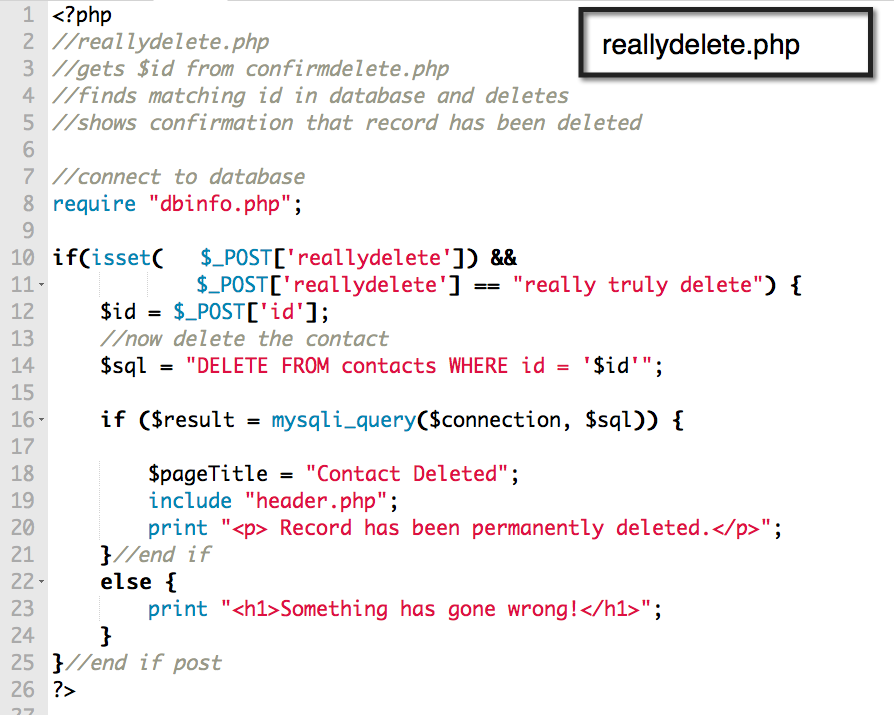 reallydelete.php
1 <?php
2 //reallydelete.php
3 //gets $id from confirmdelete.php
4 //finds matching id in database and deletes
5 //shows confirmation that record has been deleted
6
7 //connect to database
8 require "dbinfo.php";
9
10 if(isset(   $_POST['reallydelete']) &&
11             $_POST['reallydelete'] == "really truly delete") {
12     $id = $_POST['id'];
13     //now delete the contact
14     $sql = "DELETE FROM contacts WHERE id = '$id'";
15
16     if ($result = mysqli_query($connection, $sql)) {
17
18         $pageTitle = "Contact Deleted";
19         include "header.php";
20         print "<p> Record has been permanently deleted.</p>";
21     }//end if
22     else {
23         print "<h1>Something has gone wrong!</h1>";
24     }
25 }//end if post
26 ?>
27